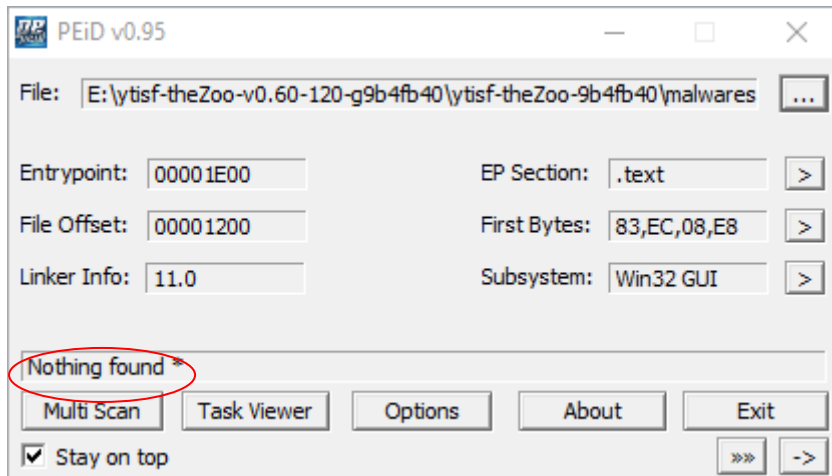 PEiD v0.95
File: E:\ytisf-theZoo-v0.60-120-g9b4fb40\ytisf-theZoo-9b4fb40\malwares ...
Entrypoint: 00001E00 EP Section: .text >
File Offset: 00001200 First Bytes: 83,EC,08,E8 >
Linker Info: 11.0 Subsystem: Win32 GUI >
Nothing found *
Multi Scan Task Viewer Options About Exit
Stay on top »» ->